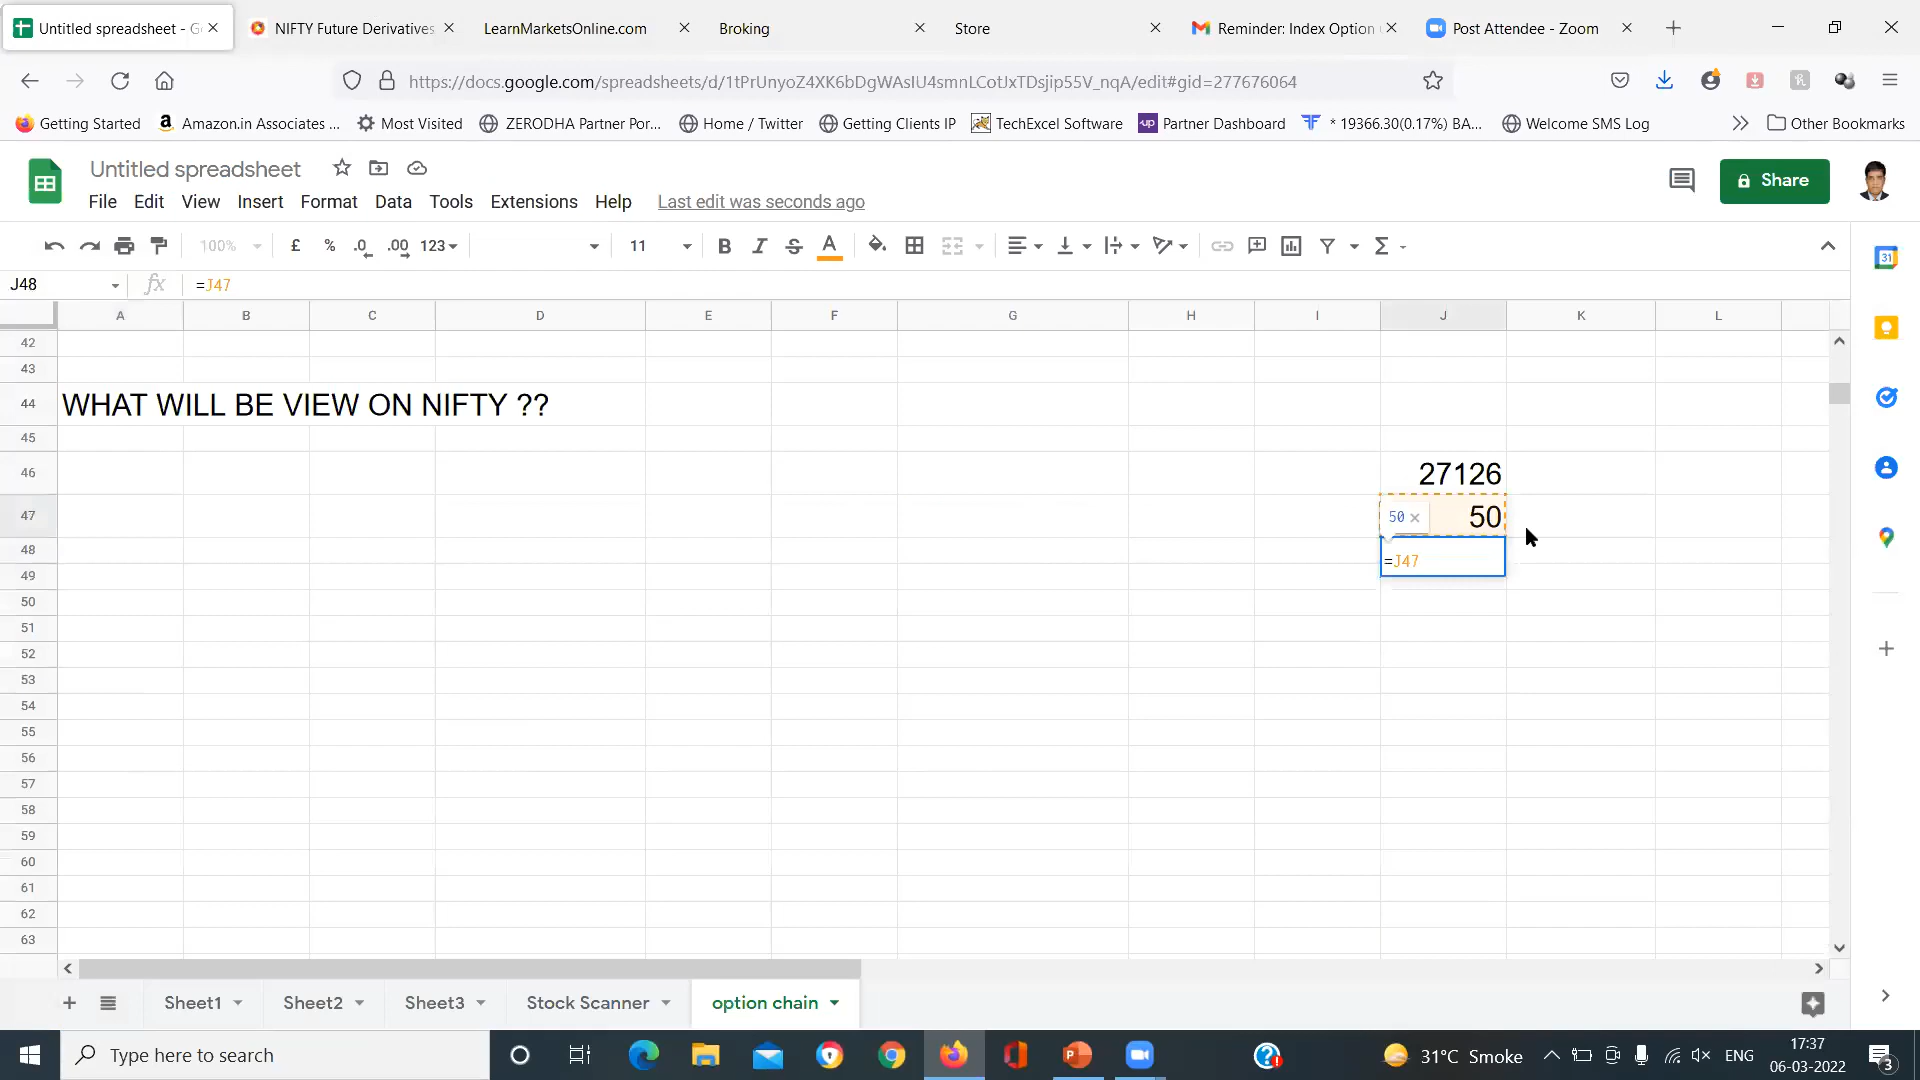 Untitled spreadsheet - G
NIFTY Future Derivatives
LearnMarketsOnline.com
Broking
Store
Reminder: Index Option
Post Attendee - Zoom
https://docs.google.com/spreadsheets/d/1tPrUnyoZ4XK6bDgWAsIU4smnLCotJxTDsjip55V_nqA/edit#gid=277676064
Getting Started
Amazon.in Associates ...
Most Visited
ZERODHA Partner Por...
Home / Twitter
Getting Clients IP
TechExcel Software
Partner Dashboard
* 19366.30(0.17%) BA...
Welcome SMS Log
Other Bookmarks
Untitled spreadsheet
File Edit View Insert Format Data Tools Extensions Help Last edit was seconds ago
Share
100% £ % .0 .00 123 11 B I S A Σ
31
J48 fx =J47
A B C D E F G H I J K L
42
43
44 WHAT WILL BE VIEW ON NIFTY ??
45
46 27126
47 50 × 50
48
=J47
49
50
51
52
53
54
55
56
57
58
59
60
61
62
63
Sheet1 Sheet2 Sheet3 Stock Scanner option chain
Type here to search
31°C Smoke
ENG
17:37
06-03-2022
3